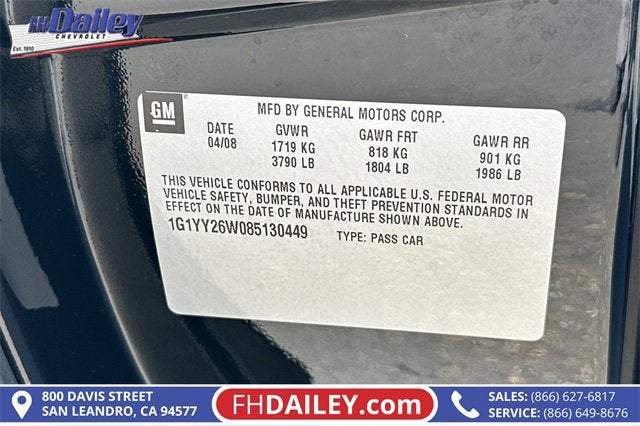 FH Dailey
CHEVROLET
Est. 1910
GM
MFD BY GENERAL MOTORS CORP.
DATE GVWR GAWR FRT GAWR RR
04/08 1719 KG 818 KG 901 KG
3790 LB 1804 LB 1986 LB
THIS VEHICLE CONFORMS TO ALL APPLICABLE U.S. FEDERAL MOTOR
VEHICLE SAFETY, BUMPER, AND THEFT PREVENTION STANDARDS IN
EFFECT ON THE DATE OF MANUFACTURE SHOWN ABOVE.
1G1YY26W085130449 TYPE: PASS CAR
800 DAVIS STREET
SAN LEANDRO, CA 94577
FHDAILEY.com
SALES: (866) 627-6817
SERVICE: (866) 649-8676